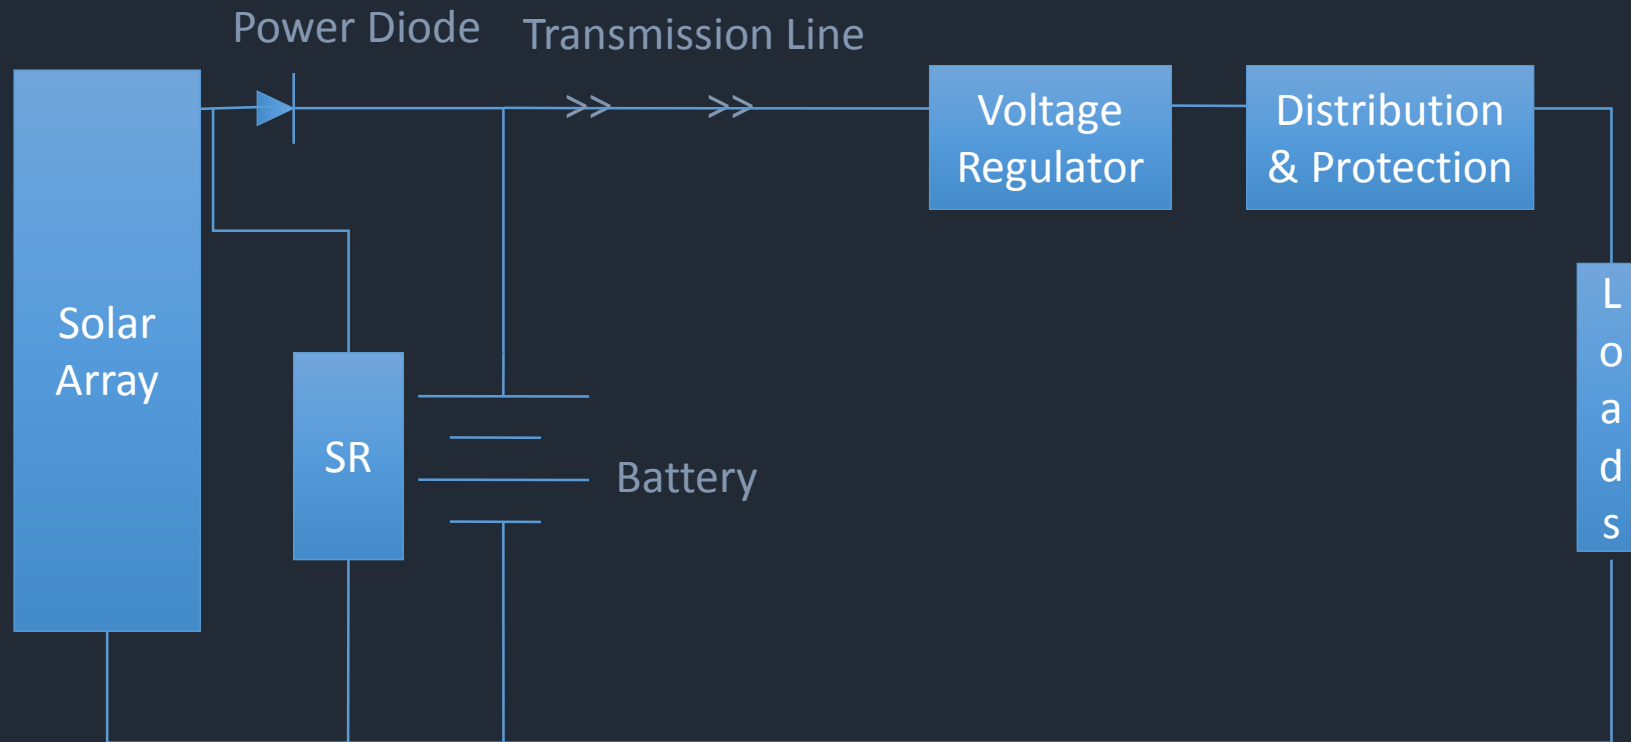 Power Diode
Transmission Line
Solar
Array
SR
Battery
Voltage
Regulator
Distribution
& Protection
L
o
a
d
s